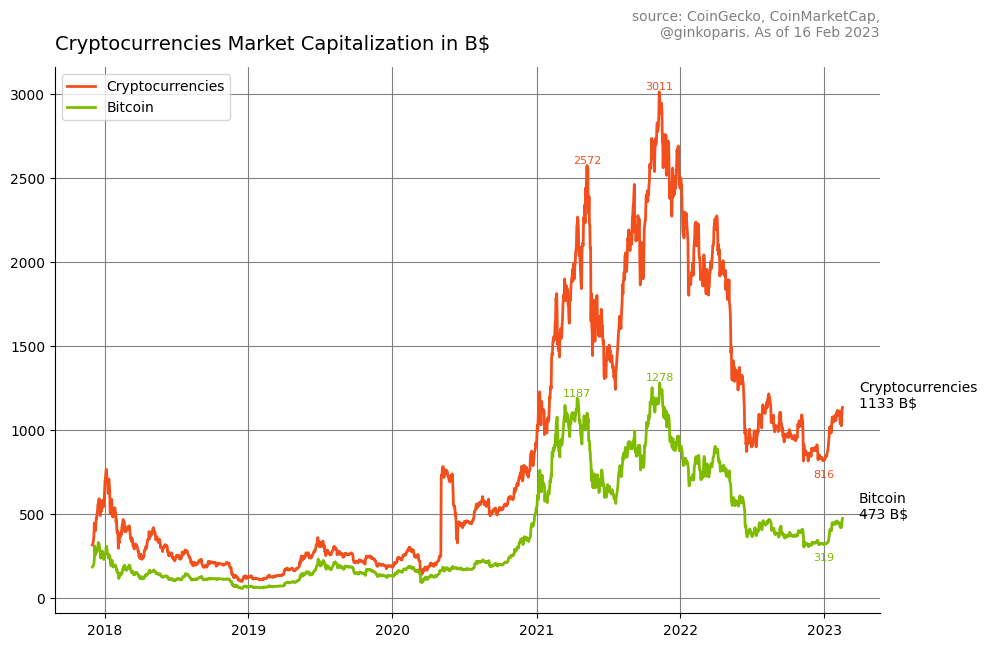 source: CoinGecko, CoinMarketCap,
@ginkoparis. As of 16 Feb 2023
Cryptocurrencies Market Capitalization in B$
Cryptocurrencies
Bitcoin
3000
2500
2000
1500
1000
500
0
3011
2572
1278
1187
Cryptocurrencies
1133 B$
816
Bitcoin
473 B$
319
2018
2019
2020
2021
2022
2023